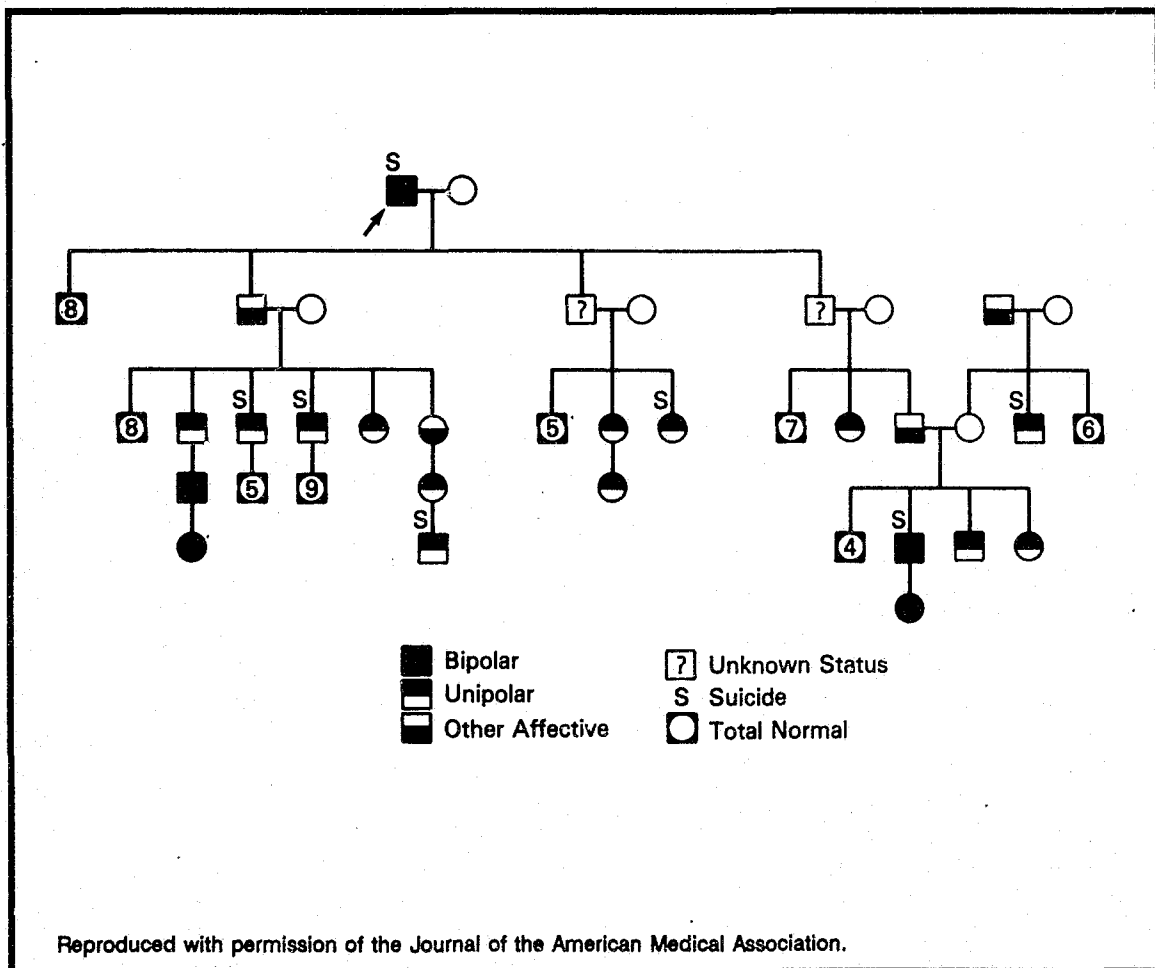 S
8
?
?
S
S
S
S
8
5
7
6
5
9
S
S
4
Bipolar
? Unknown Status
Unipolar
S Suicide
Other Affective
Total Normal
Reproduced with permission of the Journal of the American Medical Association.